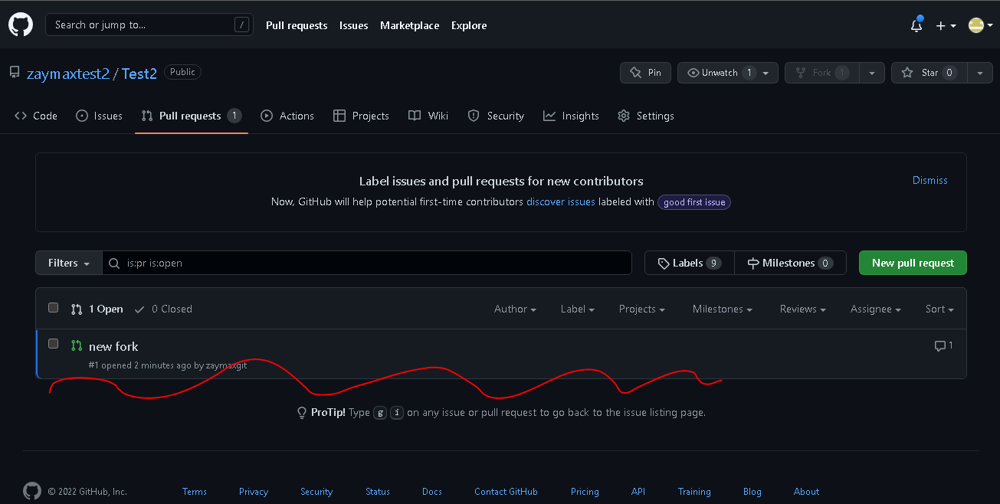 Search or jump to... / Pull requests Issues Marketplace Explore
zaymaxtest2 / Test2 Public Pin Unwatch 1 Fork 1 Star 0
Code Issues Pull requests 1 Actions Projects Wiki Security Insights Settings
Label issues and pull requests for new contributors
Dismiss
Now, GitHub will help potential first-time contributors discover issues labeled with good first issue
Filters is:pr is:open Labels 9 Milestones 0 New pull request
1 Open 0 Closed Author Label Projects Milestones Reviews Assignee Sort
new fork 1
#1 opened 2 minutes ago by zaymaxgit
ProTip! Type g i on any issue or pull request to go back to the issue listing page.
© 2022 GitHub, Inc. Terms Privacy Security Status Docs Contact GitHub Pricing API Training Blog About